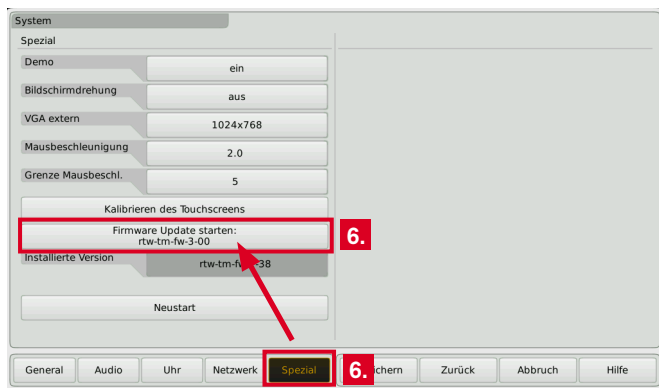 System
Spezial
Demo
ein
Bildschirmdrehung
aus
VGA extern
1024x768
Mausbeschleunigung
2.0
Grenze Mausbeschl.
5
Kalibrieren des Touchscreens
Firmware Update starten:
rtw-tm-fw-3-00
6.
Installierte Version
Neustart
General Audio Uhr Netzwerk Spezial 6. Zurück Abbruch Hilfe